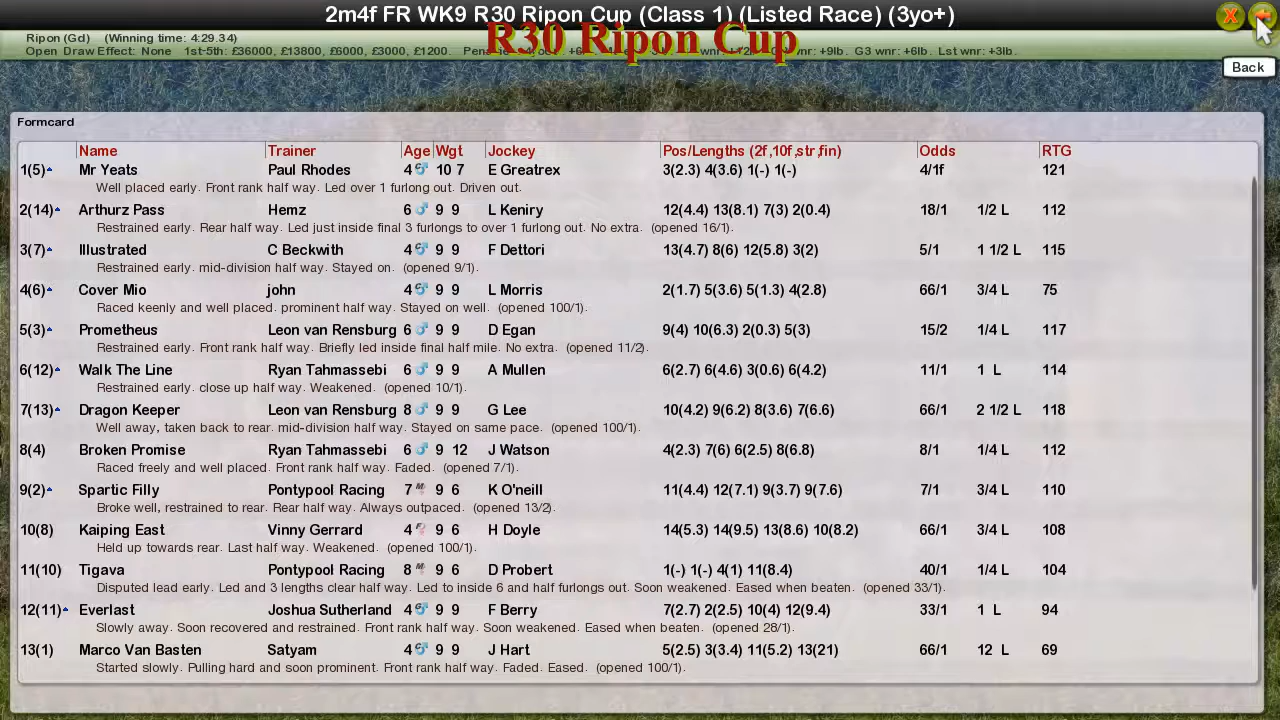 2m4f FR WK9 R30 Ripon Cup (Class 1) (Listed Race) (3yo+)
Ripon (Gd) (Winning time: 4:29.34)
R30 Ripon Cup
Open Draw Effect: None 1st-5th: £36000, £13800, £6000, £3000, £1200. wnr: +9lb. G3 wnr: +6lb. Lst wnr: +3lb.
Back
Formcard
Name Trainer Age Wgt Jockey Pos/Lengths (2f,10f,str,fin) Odds RTG
1(5) Mr Yeats Paul Rhodes 4 10 7 E Greatrex 3(2.3) 4(3.6) 1(-) 1(-) 4/1f 121
Well placed early. Front rank half way. Led over 1 furlong out. Driven out.
2(14) Arthurz Pass Hemz 6 9 9 L Keniry 12(4.4) 13(8.1) 7(3) 2(0.4) 18/1 1/2 L 112
Restrained early. Rear half way. Led just inside final 3 furlongs to over 1 furlong out. No extra. (opened 16/1).
3(7) Illustrated C Beckwith 4 9 9 F Dettori 13(4.7) 8(6) 12(5.8) 3(2) 5/1 1 1/2 L 115
Restrained early. mid-division half way. Stayed on. (opened 9/1).
4(6) Cover Mio john 4 9 9 L Morris 2(1.7) 5(3.6) 5(1.3) 4(2.8) 66/1 3/4 L 75
Raced keenly and well placed. prominent half way. Stayed on well. (opened 100/1).
5(3) Prometheus Leon van Rensburg 6 9 9 D Egan 9(4) 10(6.3) 2(0.3) 5(3) 15/2 1/4 L 117
Restrained early. Front rank half way. Briefly led inside final half mile. No extra. (opened 11/2).
6(12) Walk The Line Ryan Tahmassebi 6 9 9 A Mullen 6(2.7) 6(4.6) 3(0.6) 6(4.2) 11/1 1 L 114
Restrained early. close up half way. Weakened. (opened 10/1).
7(13) Dragon Keeper Leon van Rensburg 8 9 9 G Lee 10(4.2) 9(6.2) 8(3.6) 7(6.6) 66/1 2 1/2 L 118
Well away, taken back to rear. mid-division half way. Stayed on same pace. (opened 100/1).
8(4) Broken Promise Ryan Tahmassebi 6 9 12 J Watson 4(2.3) 7(6) 6(2.5) 8(6.8) 8/1 1/4 L 112
Raced freely and well placed. Front rank half way. Faded. (opened 7/1).
9(2) Spartic Filly Pontypool Racing 7 9 6 K O'neill 11(4.4) 12(7.1) 9(3.7) 9(7.6) 7/1 3/4 L 110
Broke well, restrained to rear. Rear half way. Always outpaced. (opened 13/2).
10(8) Kaiping East Vinny Gerrard 4 9 6 H Doyle 14(5.3) 14(9.5) 13(8.6) 10(8.2) 66/1 3/4 L 108
Held up towards rear. Last half way. Weakened. (opened 100/1).
11(10) Tigava Pontypool Racing 8 9 6 D Probert 1(-) 1(-) 4(1) 11(8.4) 40/1 1/4 L 104
Disputed lead early. Led and 3 lengths clear half way. Led to inside 6 and half furlongs out. Soon weakened. Eased when beaten. (opened 33/1).
12(11) Everlast Joshua Sutherland 4 9 9 F Berry 7(2.7) 2(2.5) 10(4) 12(9.4) 33/1 1 L 94
Slowly away. Soon recovered and restrained. Front rank half way. Soon weakened. Eased when beaten. (opened 28/1).
13(1) Marco Van Basten Satyam 4 9 9 J Hart 5(2.5) 3(3.4) 11(5.2) 13(21) 66/1 12 L 69
Started slowly. Pulling hard and soon prominent. Front rank half way. Faded. Eased. (opened 100/1).